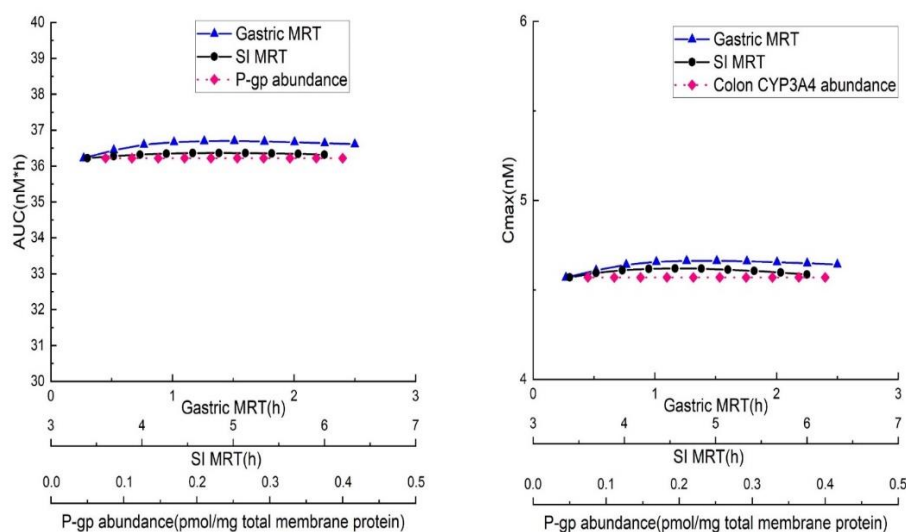 Gastric MRT
SI MRT
P-gp abundance
AUC(nM*h)
40
39
38
37
36
35
34
33
32
31
30
0 1 2 3
Gastric MRT(h)
3 4 5 6 7
SI MRT(h)
0.0 0.1 0.2 0.3 0.4 0.5
P-gp abundance(pmol/mg total membrane protein)
Gastric MRT
SI MRT
Colon CYP3A4 abundance
Cmax(nM)
6
5
4
0 1 2 3
Gastric MRT(h)
3 4 5 6 7
SI MRT(h)
0.0 0.1 0.2 0.3 0.4 0.5
P-gp abundance(pmol/mg total membrane protein)